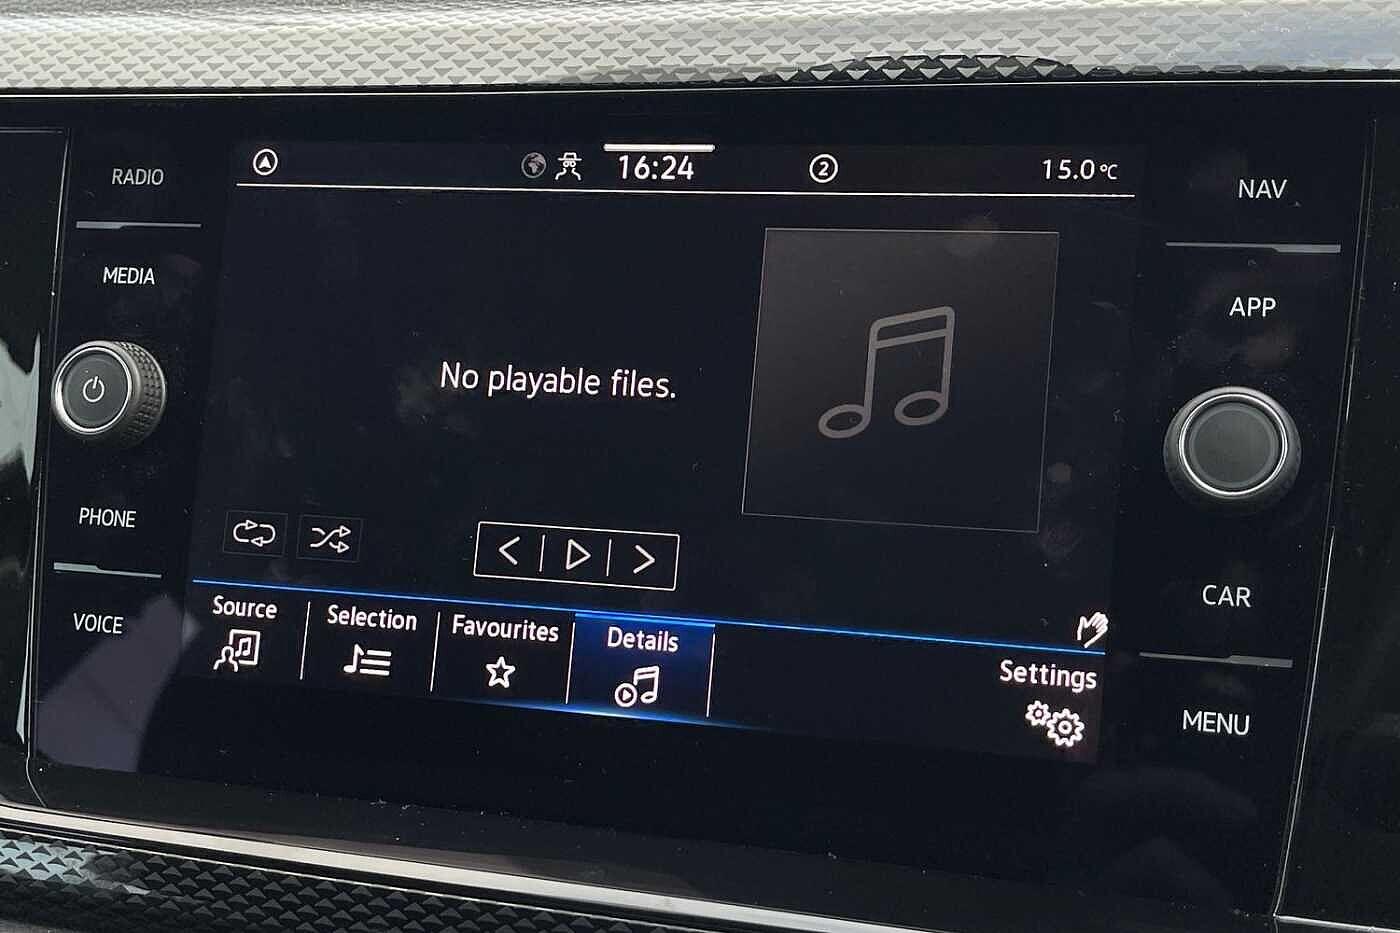 RADIO
MEDIA
PHONE
VOICE
16:24
2
15.0°C
No playable files.
Source
Selection
Favourites
Details
Settings
NAV
APP
CAR
MENU